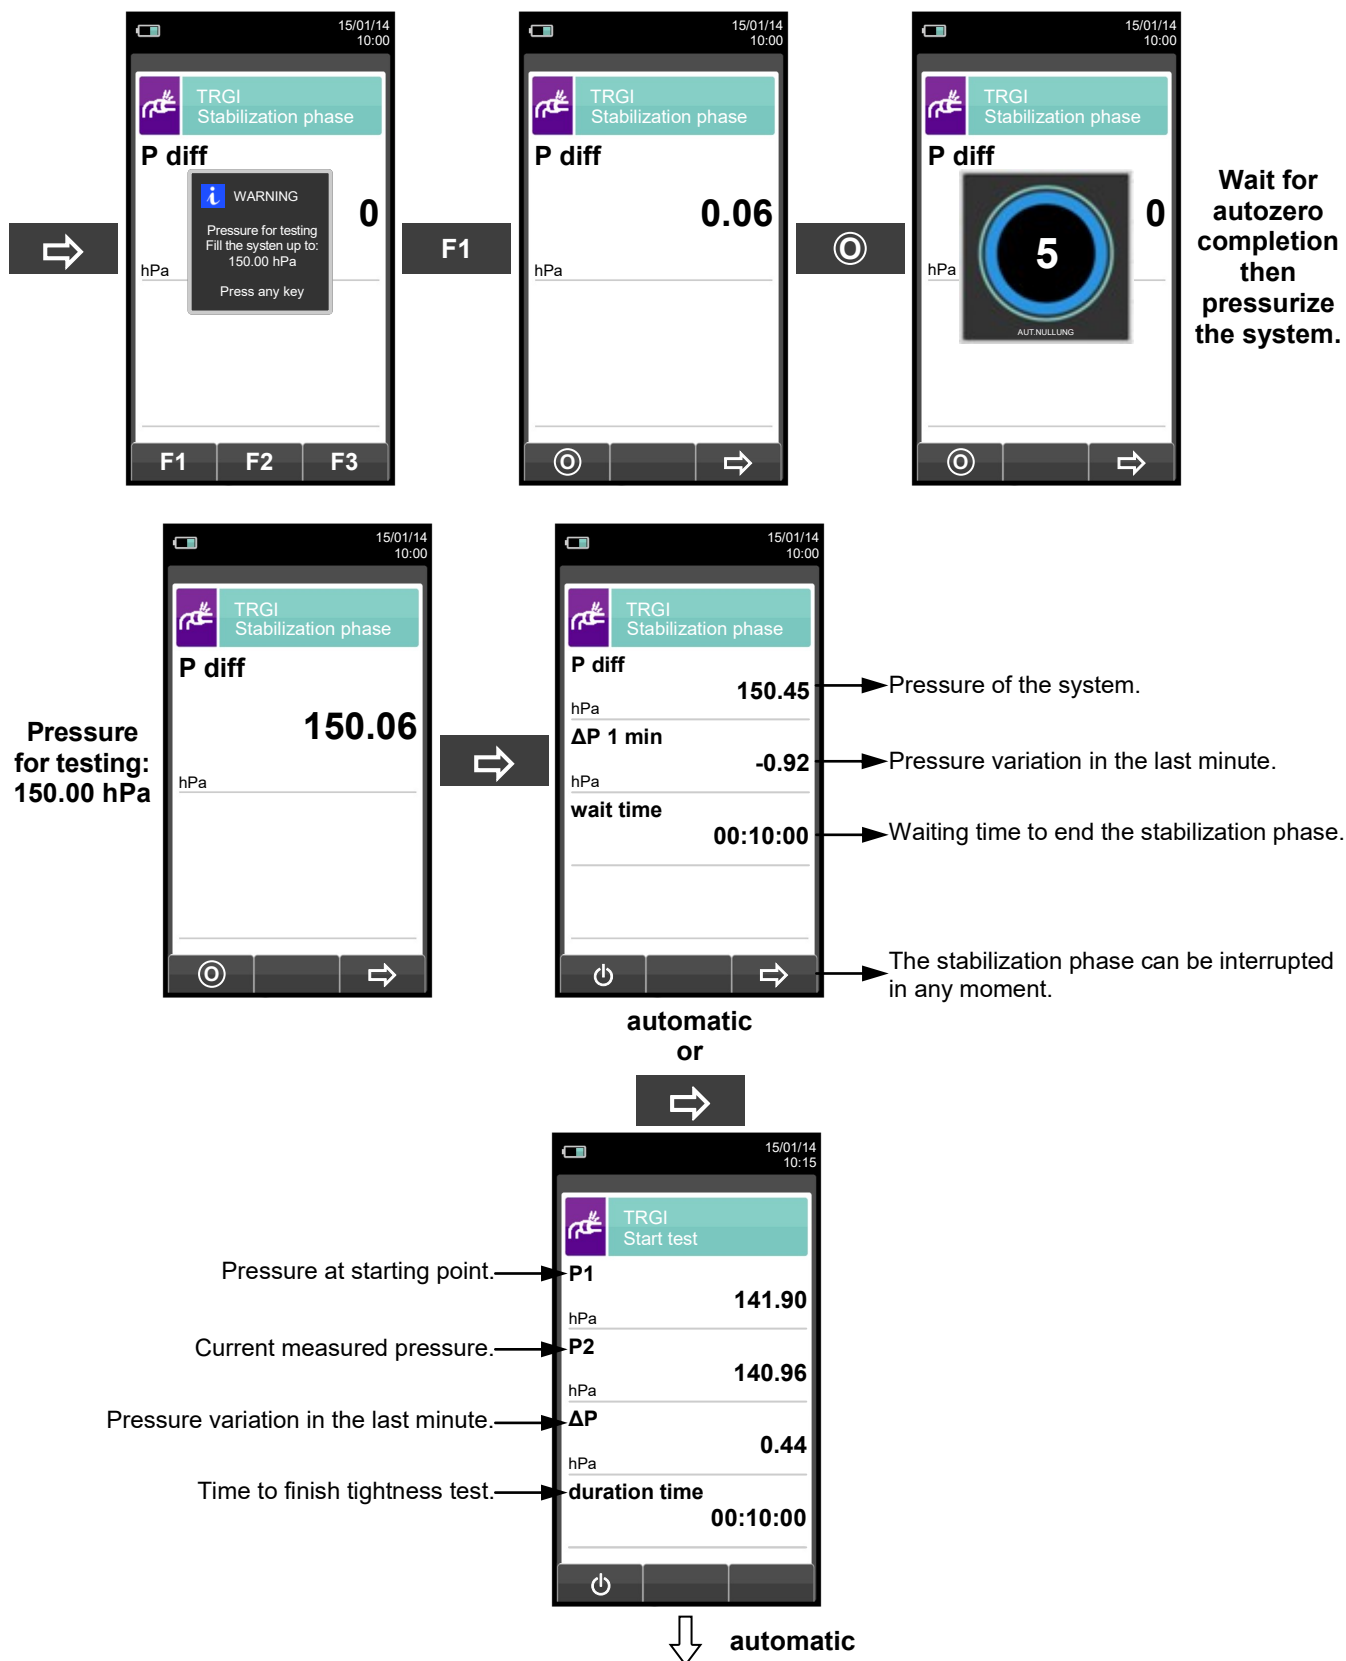 15/01/14
10:00
TRGI
Stabilization phase
P diff
WARNING
Pressure for testing
Fill the systen up to:
150.00 hPa
Press any key
0
hPa
F1 F2 F3
F1
15/01/14
10:00
TRGI
Stabilization phase
P diff
0.06
hPa
15/01/14
10:00
TRGI
Stabilization phase
P diff
0
5
hPa
AUT.NULLUNG
Wait for
autozero
completion
then
pressurize
the system.
Pressure
for testing:
150.00 hPa
15/01/14
10:00
TRGI
Stabilization phase
P diff
150.06
hPa
15/01/14
10:00
TRGI
Stabilization phase
P diff
150.45
hPa
Pressure of the system.
ΔP 1 min
-0.92
hPa
Pressure variation in the last minute.
wait time
00:10:00
Waiting time to end the stabilization phase.
The stabilization phase can be interrupted
in any moment.
automatic
or
15/01/14
10:15
TRGI
Start test
Pressure at starting point.
P1
141.90
hPa
Current measured pressure.
P2
140.96
hPa
Pressure variation in the last minute.
ΔP
0.44
hPa
Time to finish tightness test.
duration time
00:10:00
automatic